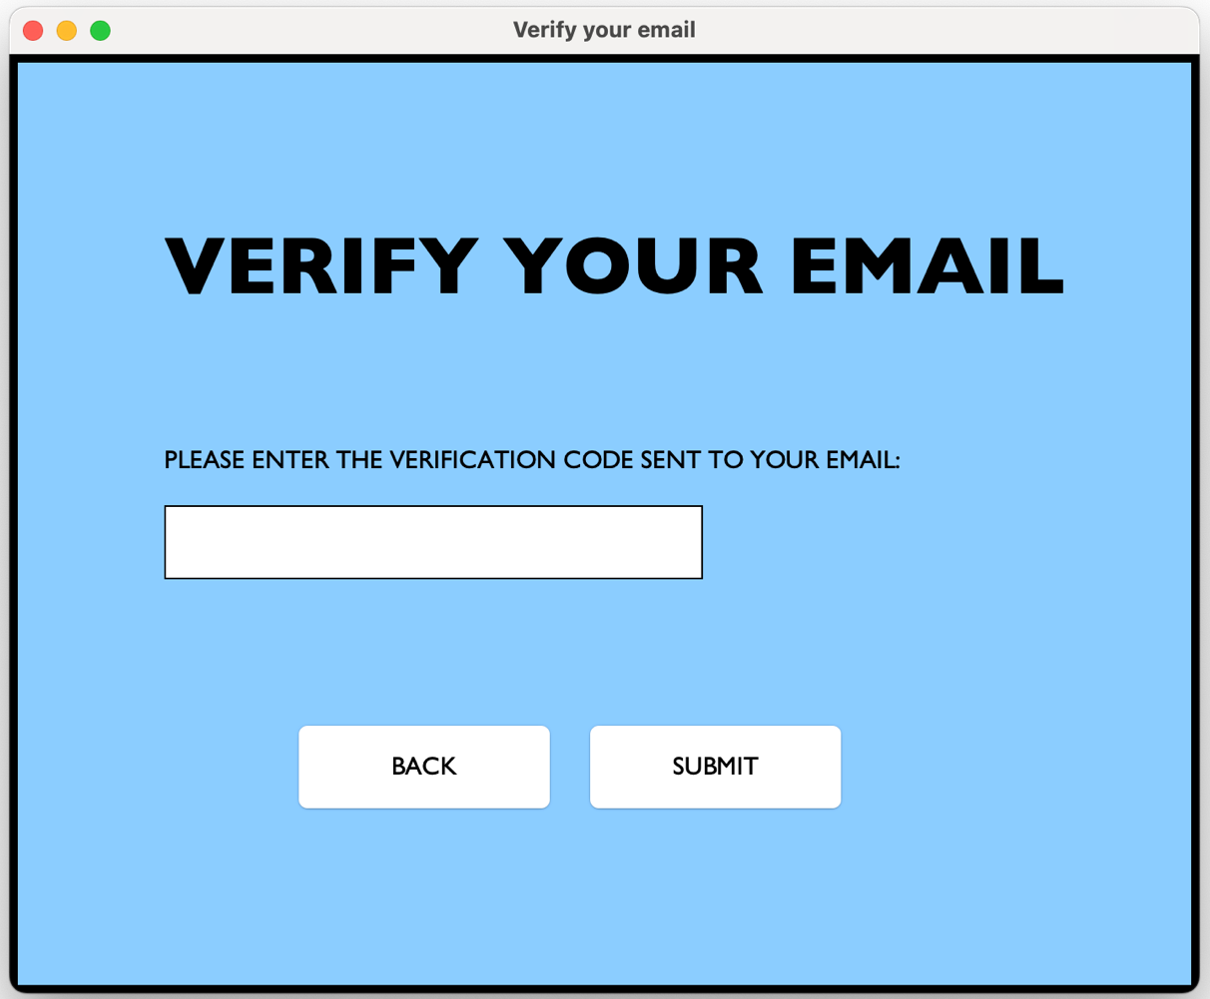 Verify your email
VERIFY YOUR EMAIL
PLEASE ENTER THE VERIFICATION CODE SENT TO YOUR EMAIL:
BACK
SUBMIT